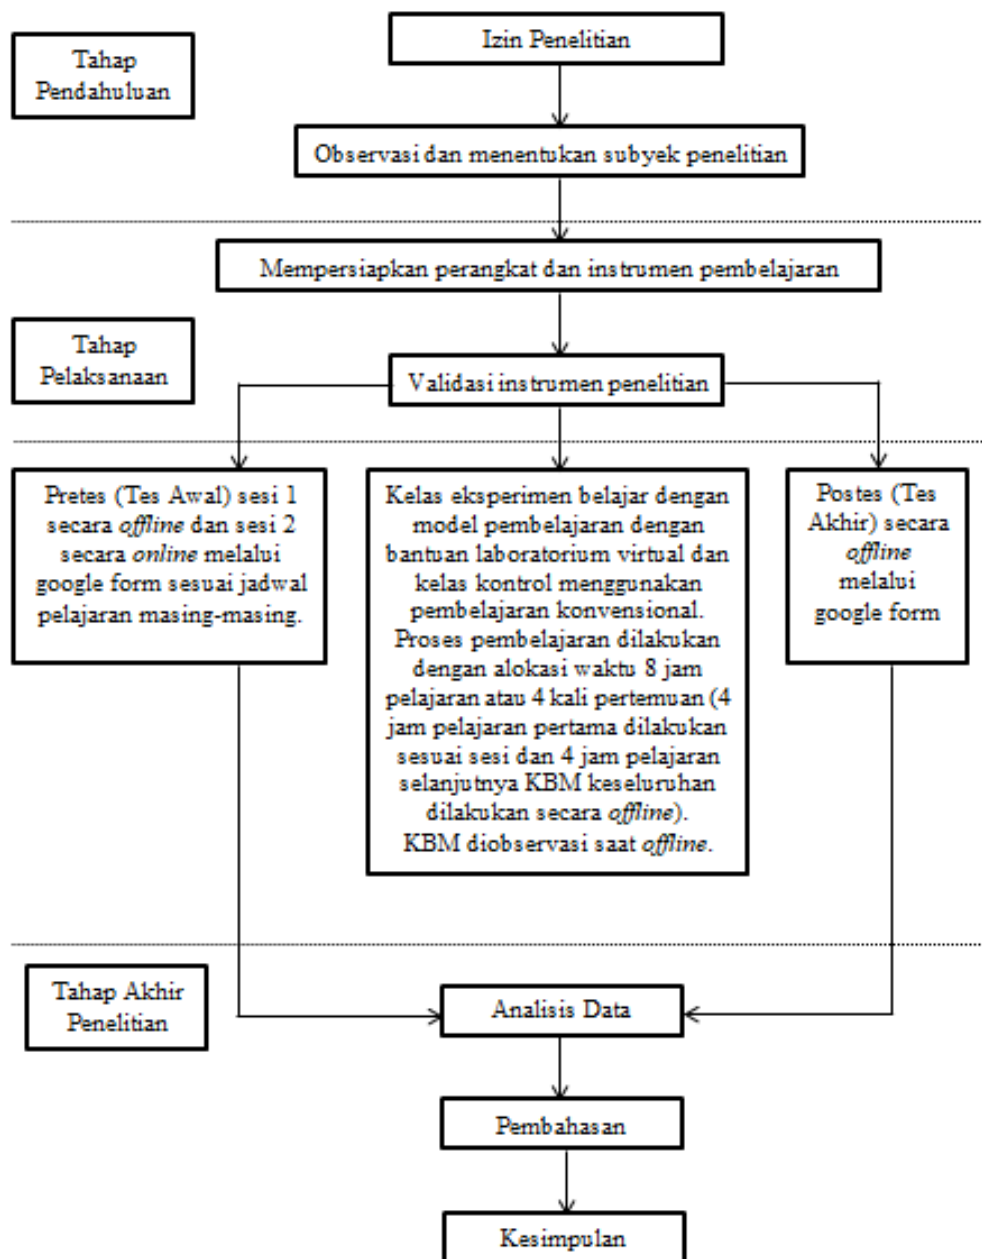 Izin Penelitian
Tahap
Pendahuluan
Observasi dan menentukan subyek penelitian
Mempersiapkan perangkat dan instrumen pembelajaran
Tahap
Pelaksanaan
Validasi instrumen penelitian
Pretes (Tes Awal) sesi 1
secara offline dan sesi 2
secara online melalui
google form sesuai jadwal
pelajaran masing-masing.
Kelas eksperimen belajar dengan
model pembelajaran dengan
bantuan laboratorium virtual dan
kelas kontrol menggunakan
pembelajaran konvensional.
Proses pembelajaran dilakukan
dengan alokasi waktu 8 jam
pelajaran atau 4 kali pertemuan (4
jam pelajaran pertama dilakukan
sesuai sesi dan 4 jam pelajaran
selanjutnya KBM keseluruhan
dilakukan secara offline).
KBM diobservasi saat offline.
Postes (Tes
Akhir) secara
offline
melalui
google form
Tahap Akhir
Penelitian
Analisis Data
Pembahasan
Kesimpulan